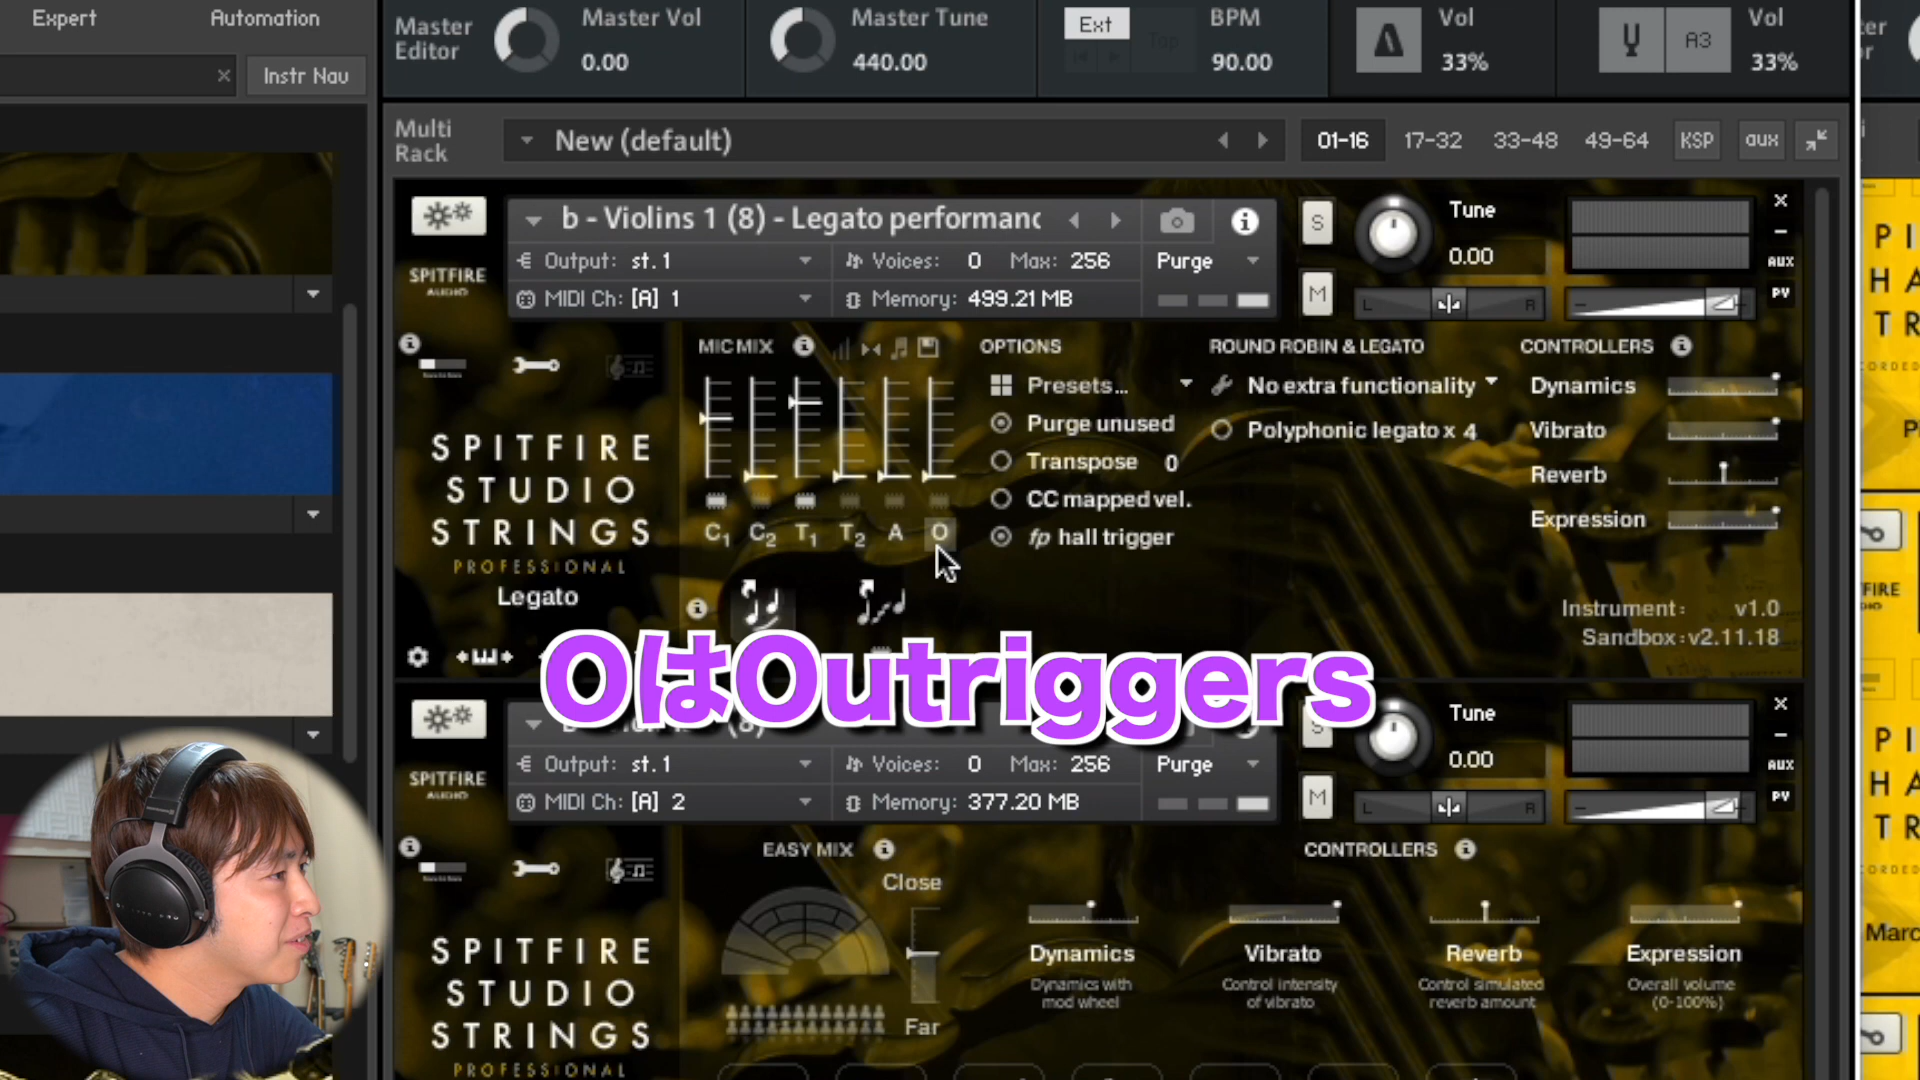 Expert
Automation
Instr Nav
Master
Editor
Master Vol
0.00
Master Tune
440.00
Ext
Tap
BPM
90.00
Vol
33%
A3
Vol
33%
Multi
Rack
New (default)
01-16
17-32
33-48
49-64
KSP
aux
b - Violins 1 (8) - Legato performanc
Output: st.1
Voices: 0 Max: 256
Purge
MIDI Ch: [A] 1
Memory: 499.21 MB
S
M
Tune
0.00
L
R
AUX
PV
SPITFIRE
AUDIO
MIC MIX
OPTIONS
ROUND ROBIN & LEGATO
CONTROLLERS
Presets...
Purge unused
Transpose 0
CC mapped vel.
fp hall trigger
No extra functionality
Polyphonic legato x 4
Dynamics
Vibrato
Reverb
Expression
C1 C2 T1 T2 A O
SPITFIRE
STUDIO
STRINGS
PROFESSIONAL
Legato
Instrument: v1.0
Sandbox: v2.11.18
OはOutriggers
Output: st.1
Voices: 0 Max: 256
Purge
MIDI Ch: [A] 2
Memory: 377.20 MB
S
M
Tune
0.00
L
R
AUX
PV
SPITFIRE
AUDIO
EASY MIX
Close
Far
CONTROLLERS
Dynamics
Dynamics with
mod wheel
Vibrato
Control intensity
of vibrato
Reverb
Control simulated
reverb amount
Expression
Overall volume
(0-100%)
SPITFIRE
STUDIO
STRINGS
PROFESSIONAL